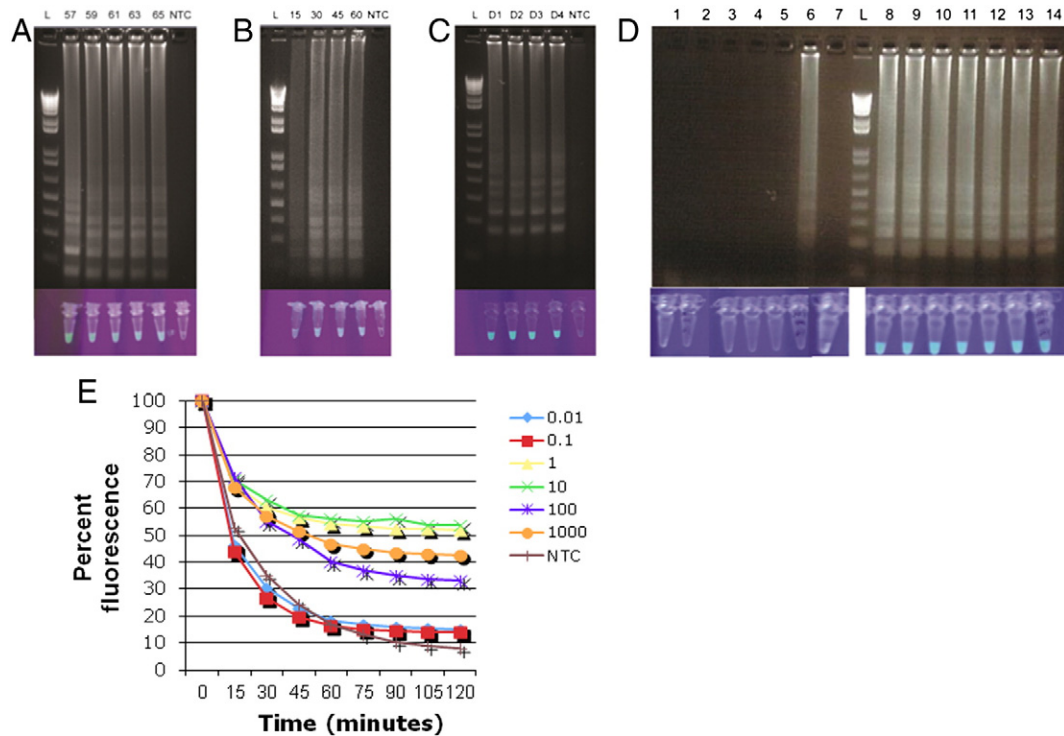 A
L 57 59 61 63 65 NTC
B
L 15 30 45 60 NTC
C
L D1 D2 D3 D4 NTC
D
1 2 3 4 5 6 7 L 8 9 10 11 12 13 14
E
100
90
80
70
60
50
40
30
20
10
0
Percent
fluorescence
0 15 30 45 60 75 90 105 120
Time (minutes)
0.01
0.1
1
10
100
1000
NTC